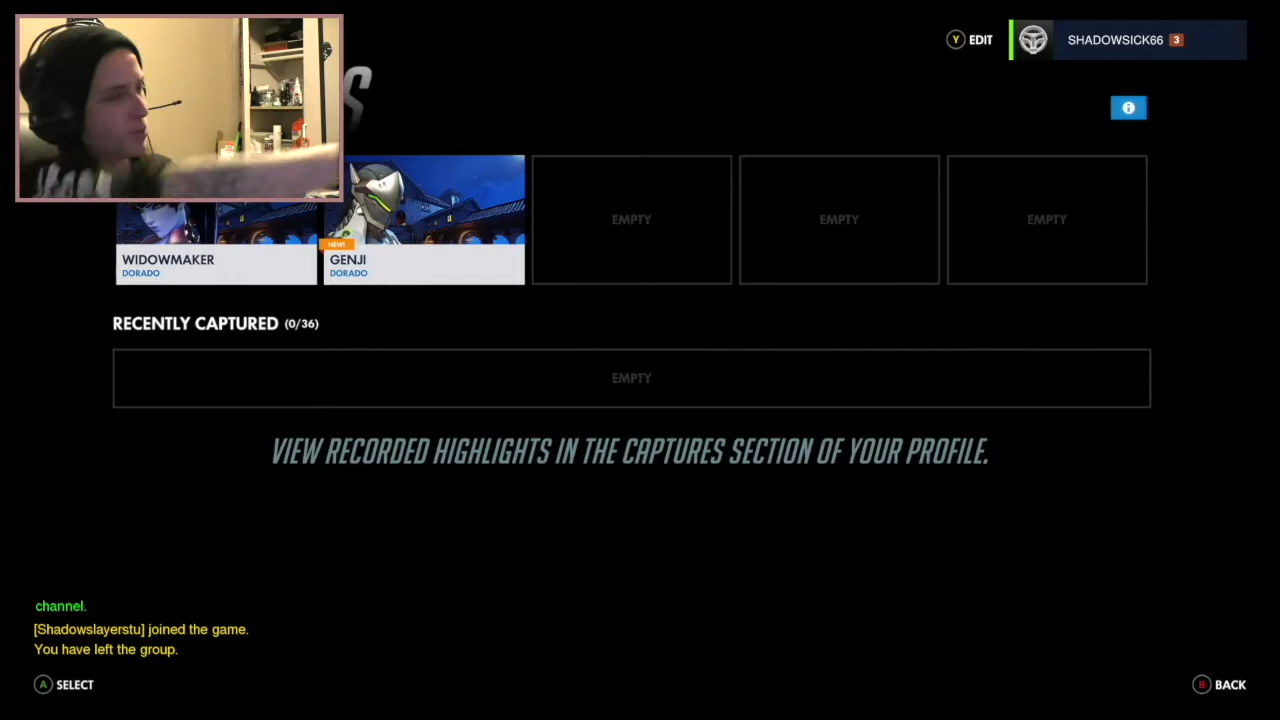 Y EDIT
SHADOWSICK66 3
S
EMPTY
EMPTY
EMPTY
NEW!
WIDOWMAKER
DORADO
GENJI
DORADO
RECENTLY CAPTURED (0/36)
EMPTY
VIEW RECORDED HIGHLIGHTS IN THE CAPTURES SECTION OF YOUR PROFILE.
channel.
[Shadowslayerstu] joined the game.
You have left the group.
A SELECT
B BACK